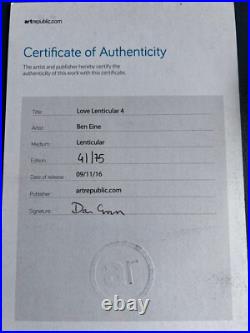 artrepublic.com
Certificate of Authenticity
The artist and publisher hereby certify the
authenticity of this work with this certificate.
Title: Love Lenticular 4
Artist: Ben Eine
Medium: Lenticular
Edition: 41/75
Date of release: 09/11/16
Publisher: artrepublic.com
Signature:
ar